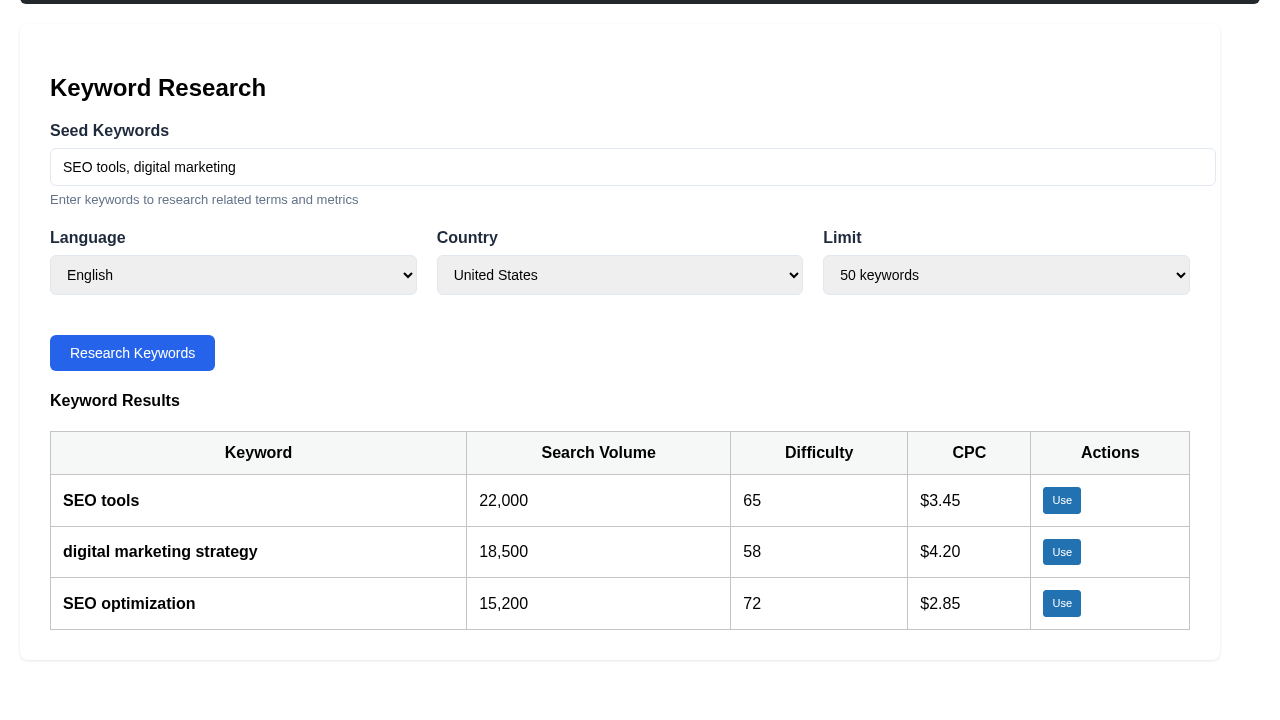 Keyword Research
Seed Keywords
SEO tools, digital marketing
Enter keywords to research related terms and metrics
Language Country Limit
English United States 50 keywords
Research Keywords
Keyword Results
Keyword Search Volume Difficulty CPC Actions
SEO tools 22,000 65 $3.45 Use
digital marketing strategy 18,500 58 $4.20 Use
SEO optimization 15,200 72 $2.85 Use